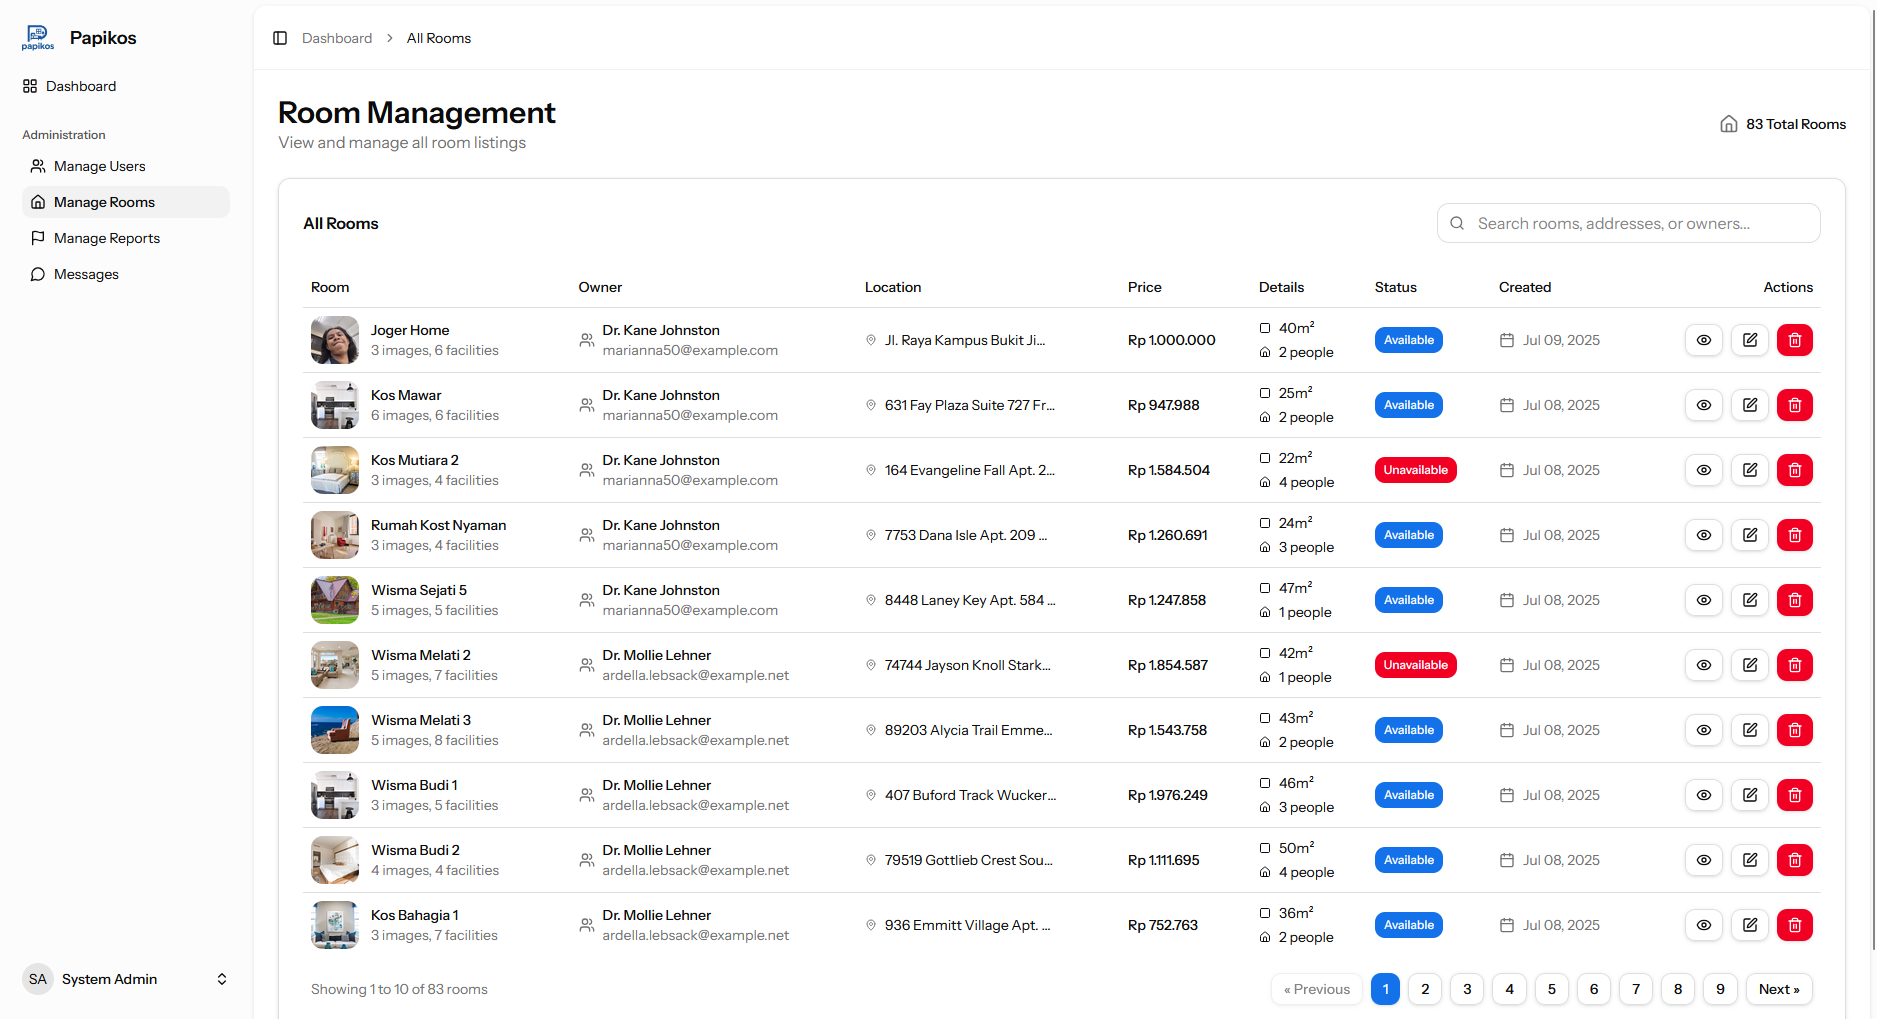 papikos
Papikos
Dashboard
Administration
Manage Users
Manage Rooms
Manage Reports
Messages
SA
System Admin
Dashboard > All Rooms
Room Management
View and manage all room listings
83 Total Rooms
All Rooms
Search rooms, addresses, or owners...
Room Owner Location Price Details Status Created Actions
Joger Home
3 images, 6 facilities
Dr. Kane Johnston
marianna50@example.com
Jl. Raya Kampus Bukit Ji...
Rp 1.000.000
40m²
2 people
Available
Jul 09, 2025
Kos Mawar
6 images, 6 facilities
Dr. Kane Johnston
marianna50@example.com
631 Fay Plaza Suite 727 Fr...
Rp 947.988
25m²
2 people
Available
Jul 08, 2025
Kos Mutiara 2
3 images, 4 facilities
Dr. Kane Johnston
marianna50@example.com
164 Evangeline Fall Apt. 2...
Rp 1.584.504
22m²
4 people
Unavailable
Jul 08, 2025
Rumah Kost Nyaman
3 images, 4 facilities
Dr. Kane Johnston
marianna50@example.com
7753 Dana Isle Apt. 209 ...
Rp 1.260.691
24m²
3 people
Available
Jul 08, 2025
Wisma Sejati 5
5 images, 5 facilities
Dr. Kane Johnston
marianna50@example.com
8448 Laney Key Apt. 584 ...
Rp 1.247.858
47m²
1 people
Available
Jul 08, 2025
Wisma Melati 2
5 images, 7 facilities
Dr. Mollie Lehner
ardella.lebsack@example.net
74744 Jayson Knoll Stark...
Rp 1.854.587
42m²
1 people
Unavailable
Jul 08, 2025
Wisma Melati 3
5 images, 8 facilities
Dr. Mollie Lehner
ardella.lebsack@example.net
89203 Alycia Trail Emme...
Rp 1.543.758
43m²
2 people
Available
Jul 08, 2025
Wisma Budi 1
3 images, 5 facilities
Dr. Mollie Lehner
ardella.lebsack@example.net
407 Buford Track Wucker...
Rp 1.976.249
46m²
3 people
Available
Jul 08, 2025
Wisma Budi 2
4 images, 4 facilities
Dr. Mollie Lehner
ardella.lebsack@example.net
79519 Gottlieb Crest Sou...
Rp 1.111.695
50m²
4 people
Available
Jul 08, 2025
Kos Bahagia 1
3 images, 7 facilities
Dr. Mollie Lehner
ardella.lebsack@example.net
936 Emmitt Village Apt. ...
Rp 752.763
36m²
2 people
Available
Jul 08, 2025
Showing 1 to 10 of 83 rooms
« Previous 1 2 3 4 5 6 7 8 9 Next »